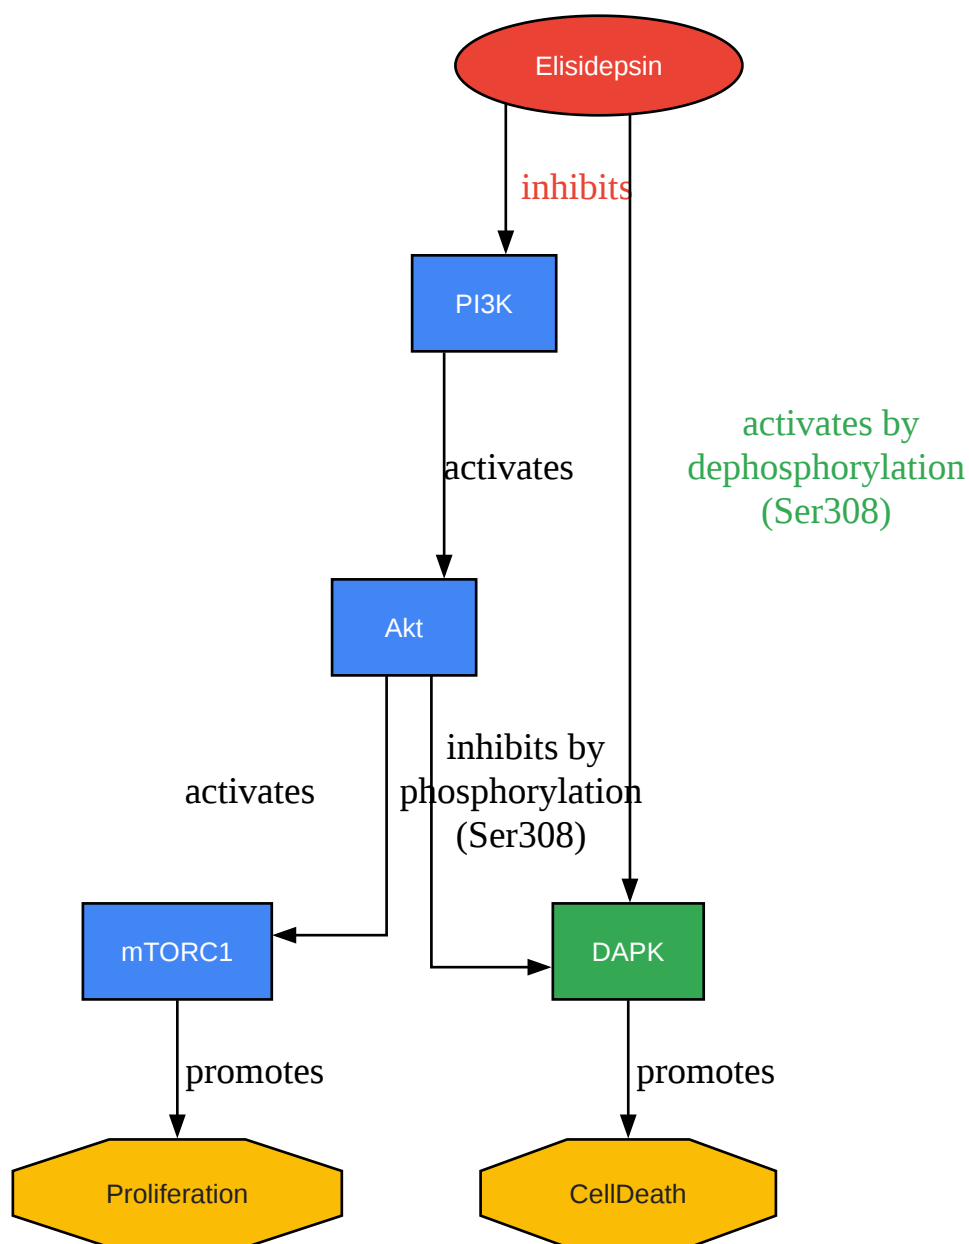 Elisidepsin
inhibits
PI3K
activates by
dephosphorylation
(Ser308)
activates
Akt
activates
inhibits by
phosphorylation
(Ser308)
mTORC1
DAPK
promotes
promotes
Proliferation
CellDeath